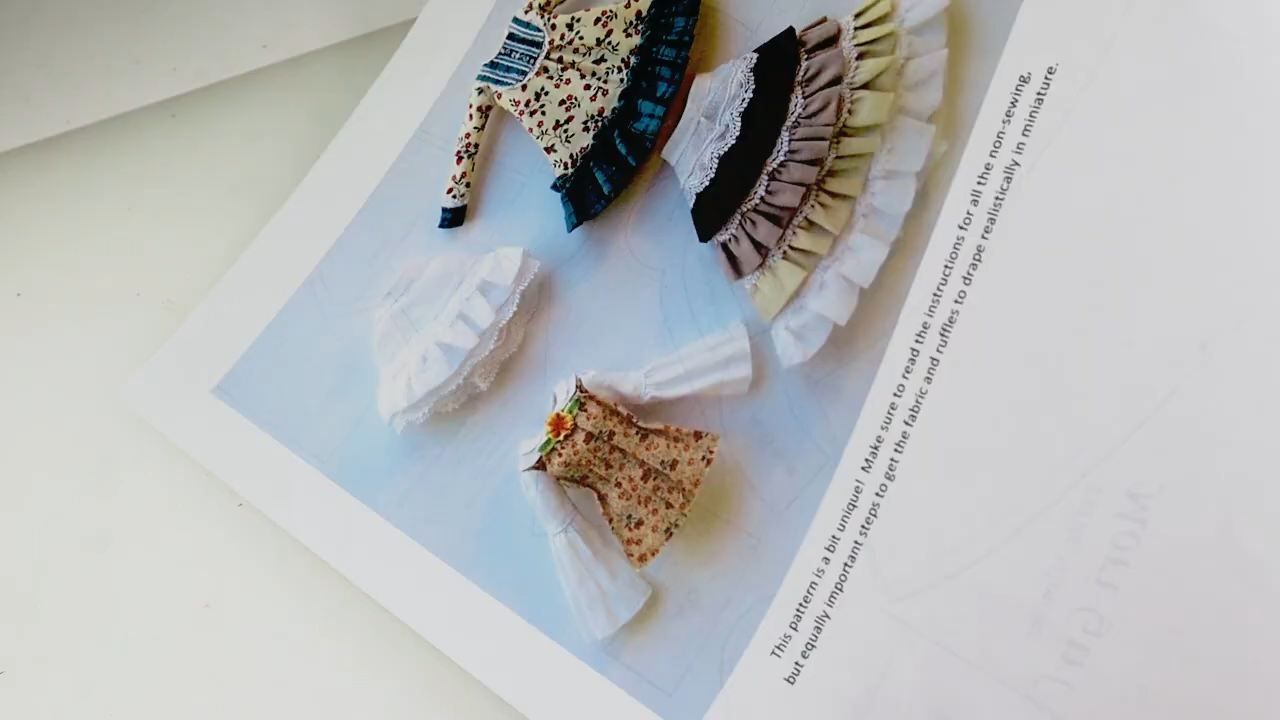 This pattern is a bit unique! Make sure to read the instructions for all the non-sewing,
but equally important steps to get the fabric and ruffles to drape realistically in miniature.